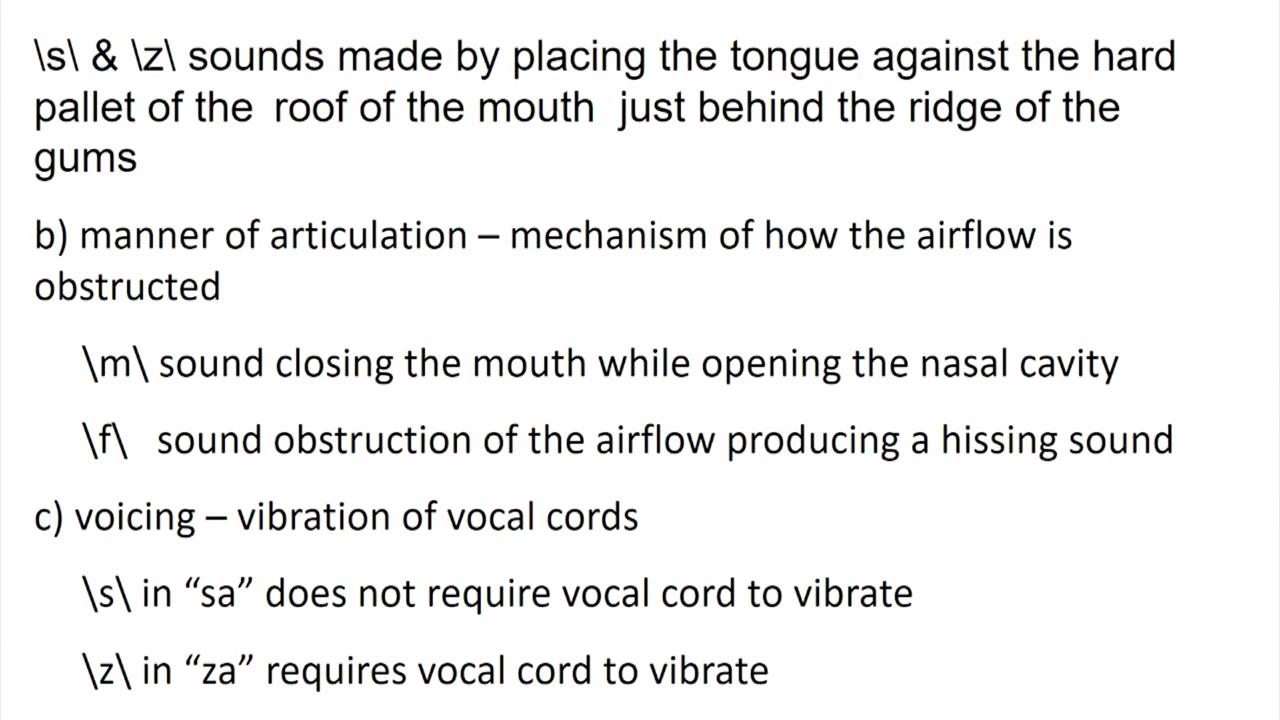 \s\ & \z\ sounds made by placing the tongue against the hard
pallet of the roof of the mouth just behind the ridge of the
gums
b) manner of articulation – mechanism of how the airflow is
obstructed
\m\ sound closing the mouth while opening the nasal cavity
\f\ sound obstruction of the airflow producing a hissing sound
c) voicing – vibration of vocal cords
\s\ in “sa” does not require vocal cord to vibrate
\z\ in “za” requires vocal cord to vibrate